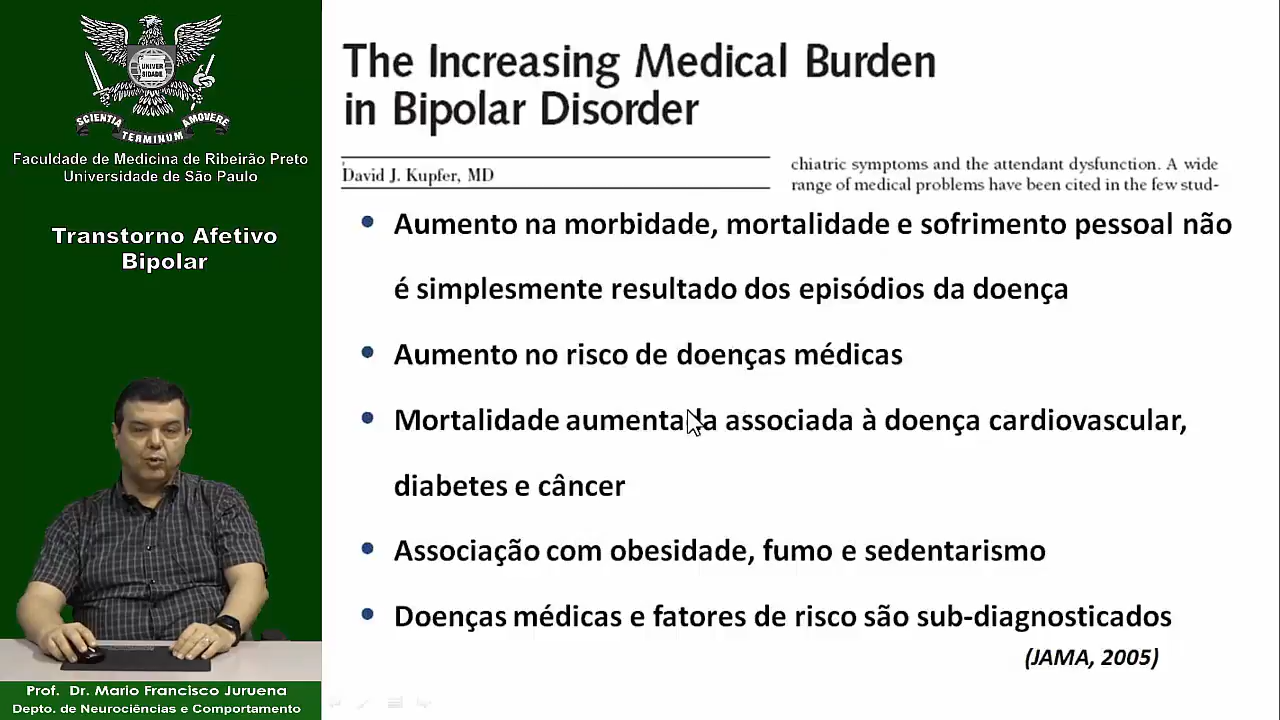 UNIVER
SIDADE
SCIENTIA TERMINUM AMOVERE
Faculdade de Medicina de Ribeirão Preto
Universidade de São Paulo
Transtorno Afetivo
Bipolar
Prof. Dr. Mario Francisco Juruena
Depto. de Neurociências e Comportamento
The Increasing Medical Burden
in Bipolar Disorder
David J. Kupfer, MD
chiatric symptoms and the attendant dysfunction. A wide
range of medical problems have been cited in the few stud-
• Aumento na morbidade, mortalidade e sofrimento pessoal não
é simplesmente resultado dos episódios da doença
• Aumento no risco de doenças médicas
• Mortalidade aumentada associada à doença cardiovascular,
diabetes e câncer
• Associação com obesidade, fumo e sedentarismo
• Doenças médicas e fatores de risco são sub-diagnosticados
(JAMA, 2005)